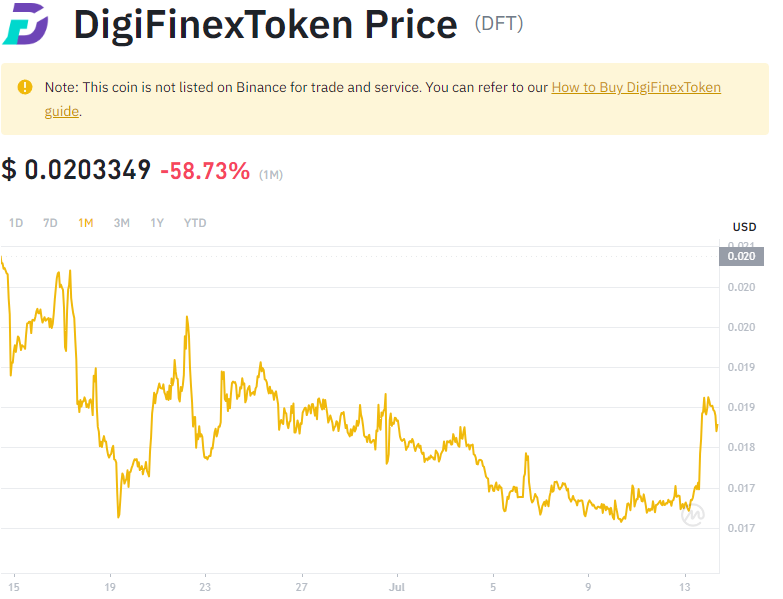 DigiFinexToken Price (DFT)
Note: This coin is not listed on Binance for trade and service. You can refer to our How to Buy DigiFinexToken
guide.
$ 0.0203349 -58.73% (1M)
1D 7D 1M 3M 1Y YTD
USD
0.021
0.020
0.020
0.020
0.019
0.019
0.018
0.017
0.017
15 19 23 27 Jul 5 9 13